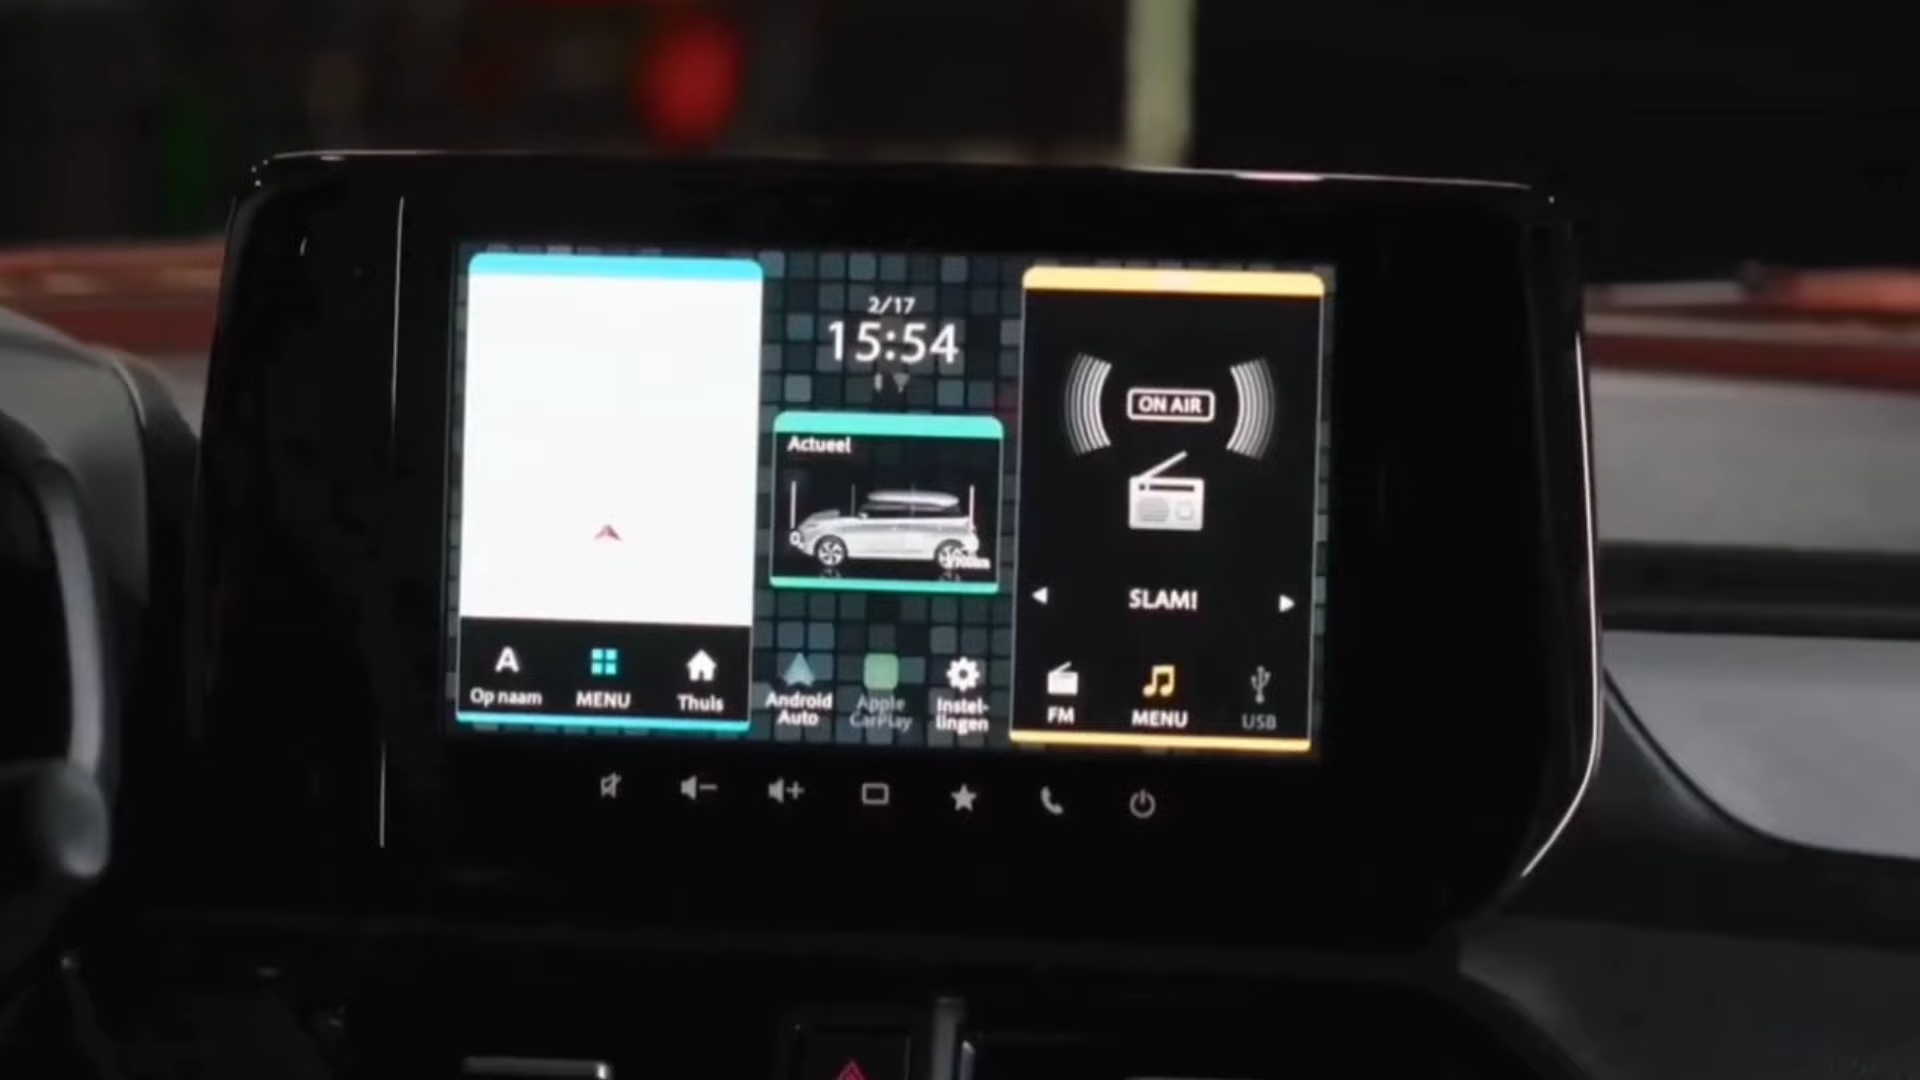 2/17
15:54
Actueel
ON AIR
SLAM!
A
Op naam
MENU
Thuis
Android
Auto
Apple
CarPlay
Instel-
lingen
FM
MENU
USB